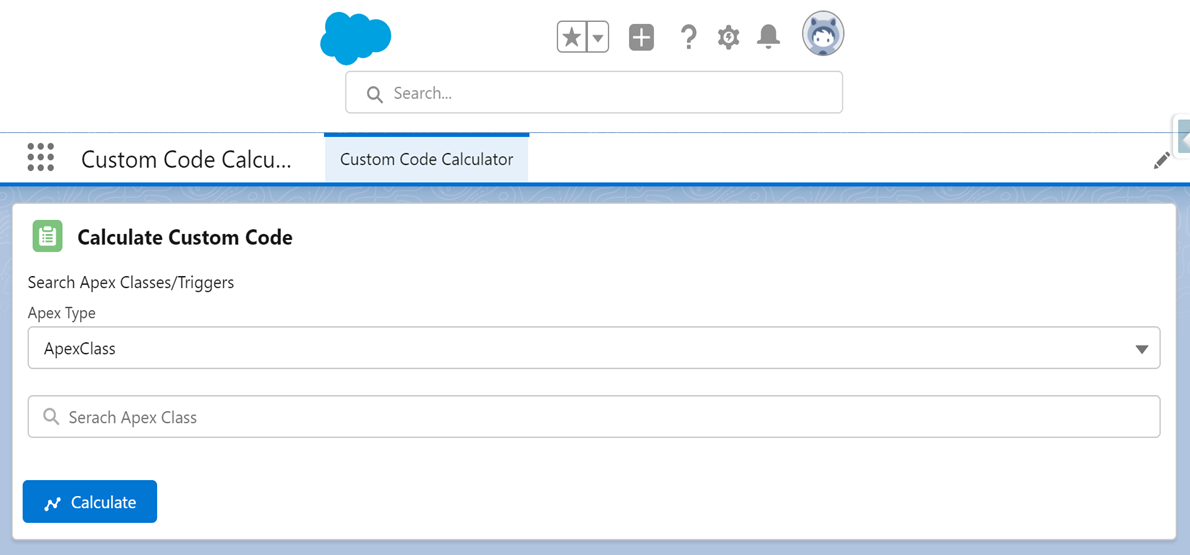 Search...
Custom Code Calcu...
Custom Code Calculator
Calculate Custom Code
Search Apex Classes/Triggers
Apex Type
ApexClass
Serach Apex Class
Calculate